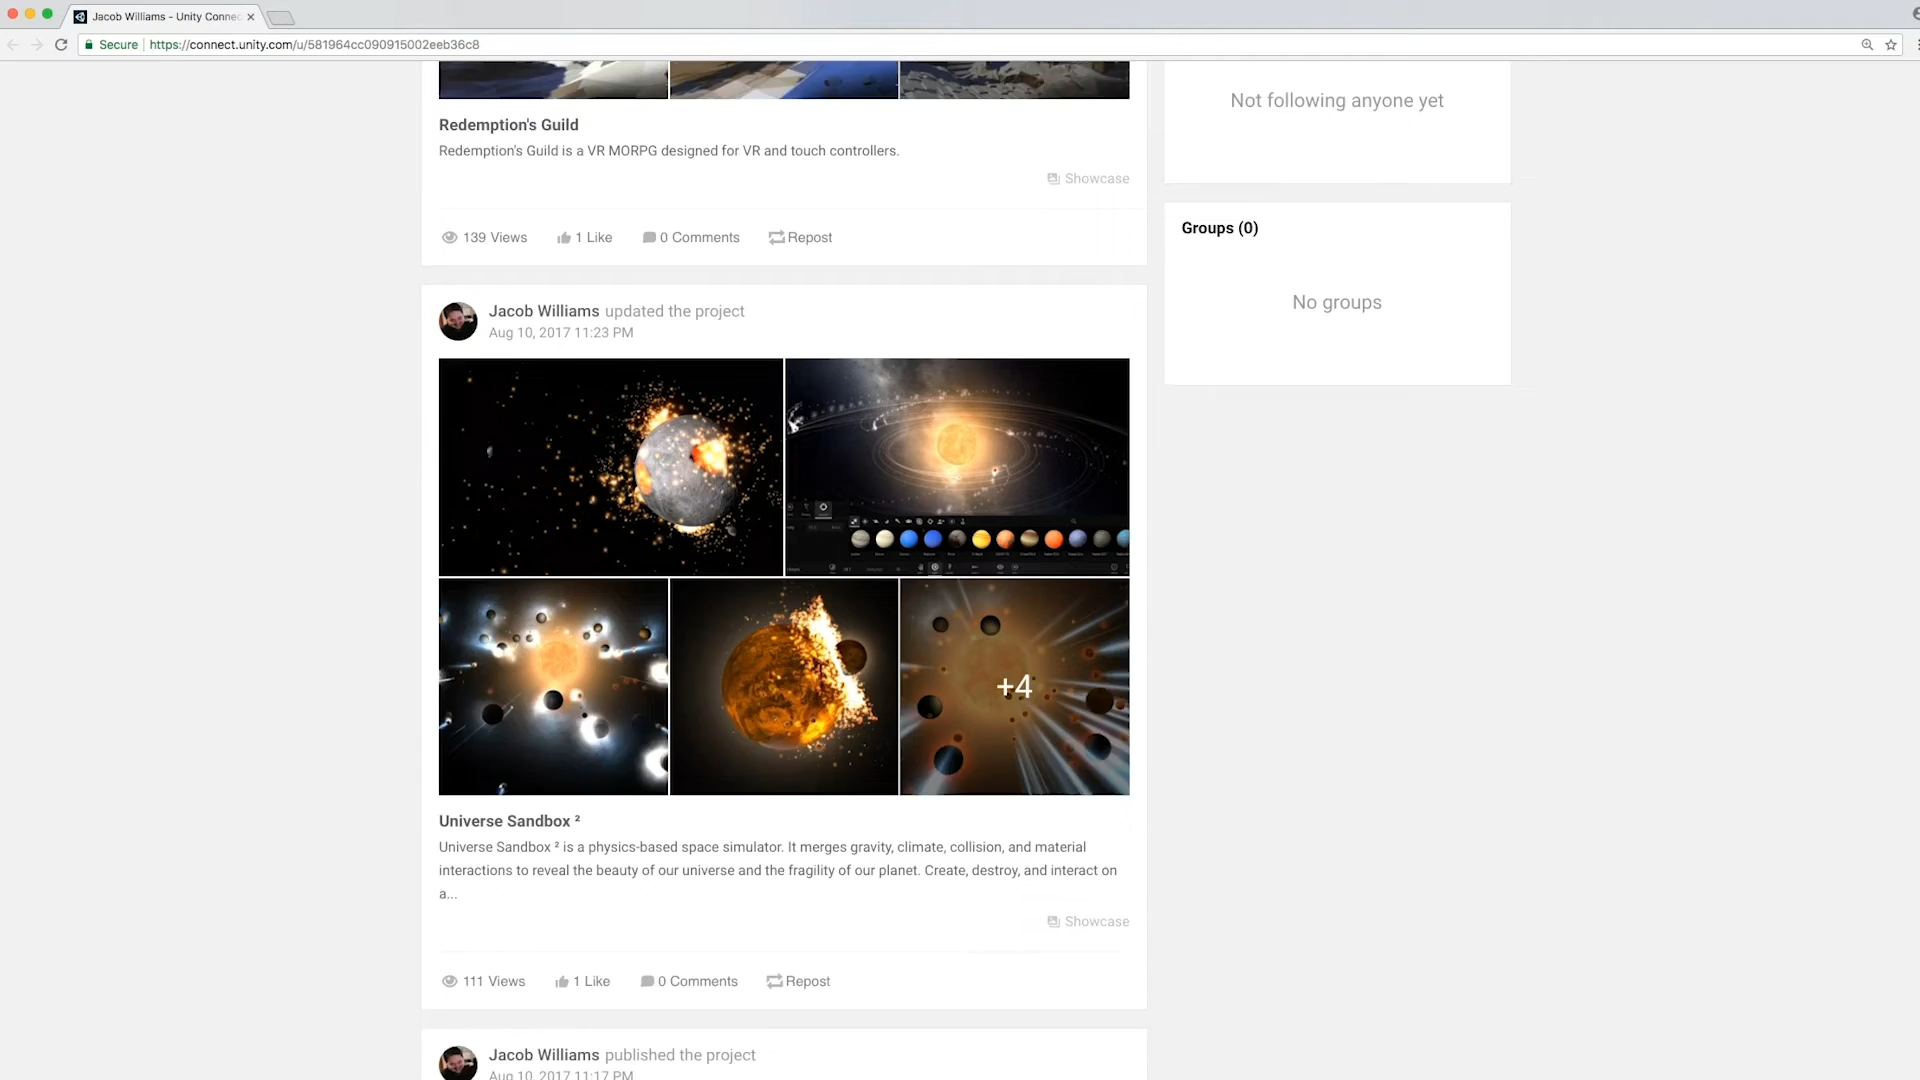 Jacob Williams - Unity Connec
Secure https://connect.unity.com/u/581964cc090915002eeb36c8
Not following anyone yet
Redemption's Guild
Redemption's Guild is a VR MORPG designed for VR and touch controllers.
Showcase
Groups (0)
139 Views 1 Like 0 Comments Repost
No groups
Jacob Williams updated the project
Aug 10, 2017 11:23 PM
+4
Universe Sandbox ²
Universe Sandbox ² is a physics-based space simulator. It merges gravity, climate, collision, and material
interactions to reveal the beauty of our universe and the fragility of our planet. Create, destroy, and interact on
a...
Showcase
111 Views 1 Like 0 Comments Repost
Jacob Williams published the project
Aug 10, 2017 11:17 PM